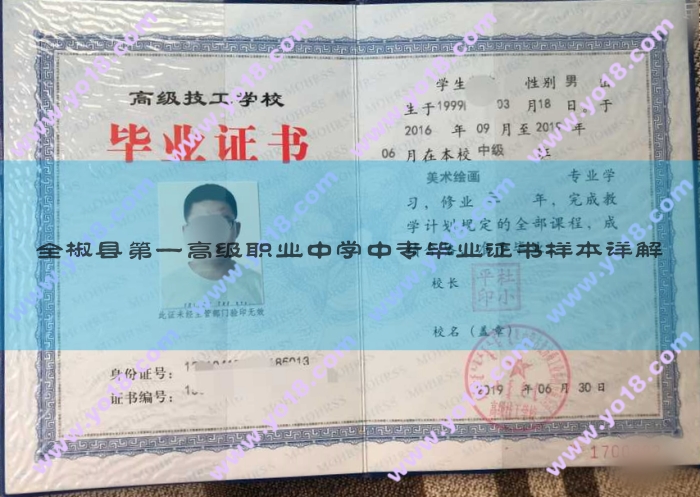 高级技工学校
毕业证书
此证未经主管部门验印无效
身份证号：
证书编号：
学生 性别 男
生于1999 03 月 18 日 于
2016 年 09 月至 2019 年
06 月在本校 中级 班
美术绘画 专业学
习，修业 年，完成教
学计划规定的全部课程，成
校长
校名（盖章）
2019 年 06 月 30 日
全椒县第一高级职业中学中专毕业证书样本详解
www.yo18.com